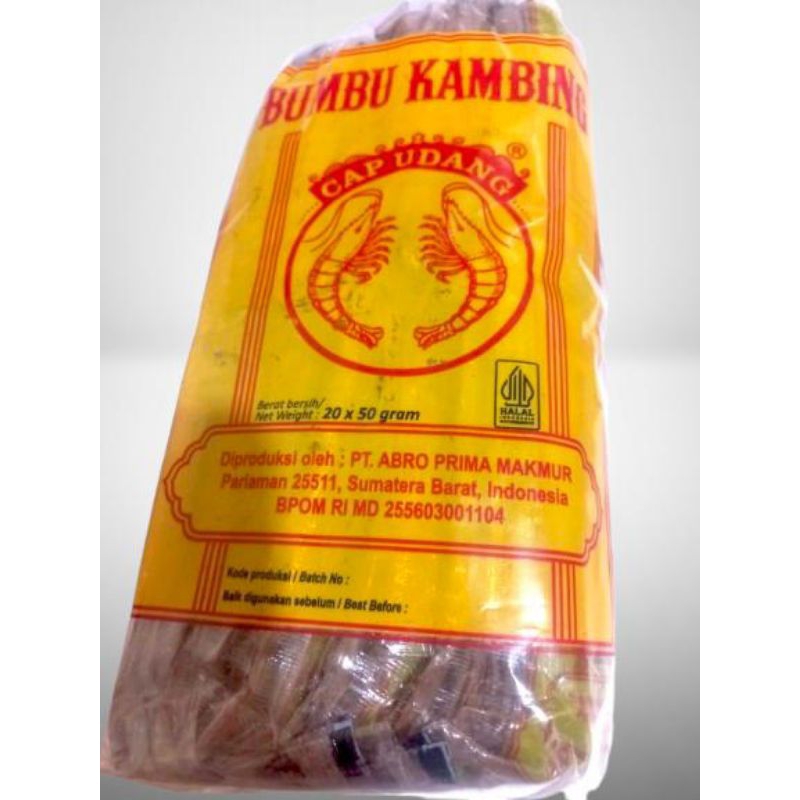 BUMBU KAMBING
CAP UDANG ®
Berat bersih/
Net Weight : 20 x 50 gram
HALAL
INDONESIA
Diproduksi oleh : PT. ABRO PRIMA MAKMUR
Pariaman 25511, Sumatera Barat, Indonesia
BPOM RI MD 255603001104
Kode produksi / Batch No :
Baik digunakan sebelum / Best Before :